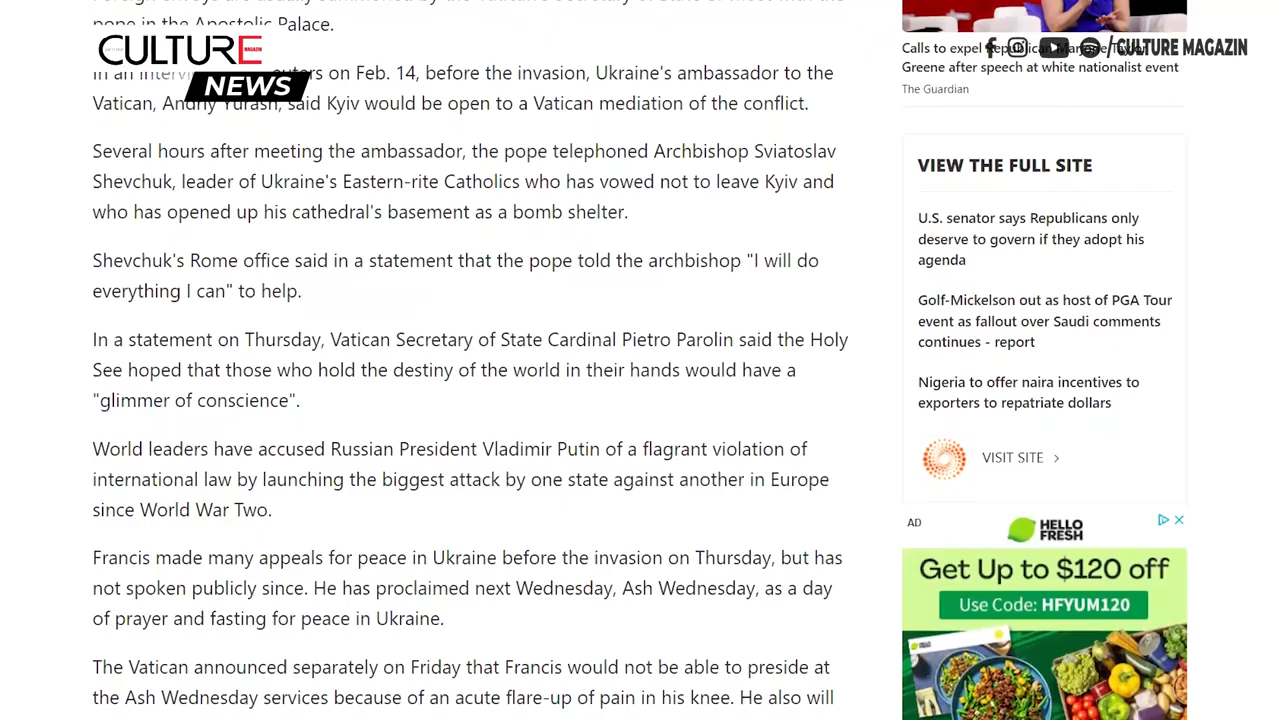 pope in the Apostolic Palace.
CULTURE
MAGAZIN
NEWS
In an interview
on Feb. 14, before the invasion, Ukraine's ambassador to the
Vatican, Andriy Yurash, said Kyiv would be open to a Vatican mediation of the conflict.
Several hours after meeting the ambassador, the pope telephoned Archbishop Sviatoslav
Shevchuk, leader of Ukraine's Eastern-rite Catholics who has vowed not to leave Kyiv and
who has opened up his cathedral's basement as a bomb shelter.
Shevchuk's Rome office said in a statement that the pope told the archbishop "I will do
everything I can" to help.
In a statement on Thursday, Vatican Secretary of State Cardinal Pietro Parolin said the Holy
See hoped that those who hold the destiny of the world in their hands would have a
"glimmer of conscience".
World leaders have accused Russian President Vladimir Putin of a flagrant violation of
international law by launching the biggest attack by one state against another in Europe
since World War Two.
Francis made many appeals for peace in Ukraine before the invasion on Thursday, but has
not spoken publicly since. He has proclaimed next Wednesday, Ash Wednesday, as a day
of prayer and fasting for peace in Ukraine.
The Vatican announced separately on Friday that Francis would not be able to preside at
the Ash Wednesday services because of an acute flare-up of pain in his knee. He also will
/CULTURE MAGAZIN
Calls to expel Republican Marjorie Taylor
Greene after speech at white nationalist event
The Guardian
VIEW THE FULL SITE
U.S. senator says Republicans only
deserve to govern if they adopt his
agenda
Golf-Mickelson out as host of PGA Tour
event as fallout over Saudi comments
continues - report
Nigeria to offer naira incentives to
exporters to repatriate dollars
VISIT SITE >
AD
HELLO
FRESH
Get Up to $120 off
Use Code: HFYUM120